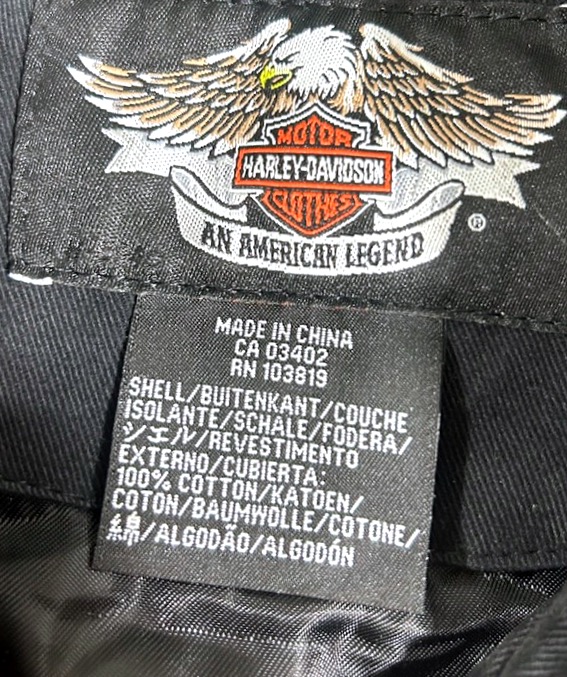 MOTOR
HARLEY-DAVIDSON
CLOTHES
AN AMERICAN LEGEND
®
MADE IN CHINA
CA 03402
RN 103819
SHELL/BUITENKANT/COUCHE
ISOLANTE/SCHALE/FODERA/
シェル/REVESTIMENTO
EXTERNO/CUBIERTA:
100% COTTON/KATOEN/
COTON/BAUMWOLLE/COTONE/
綿/ALGODÃO/ALGODÓN